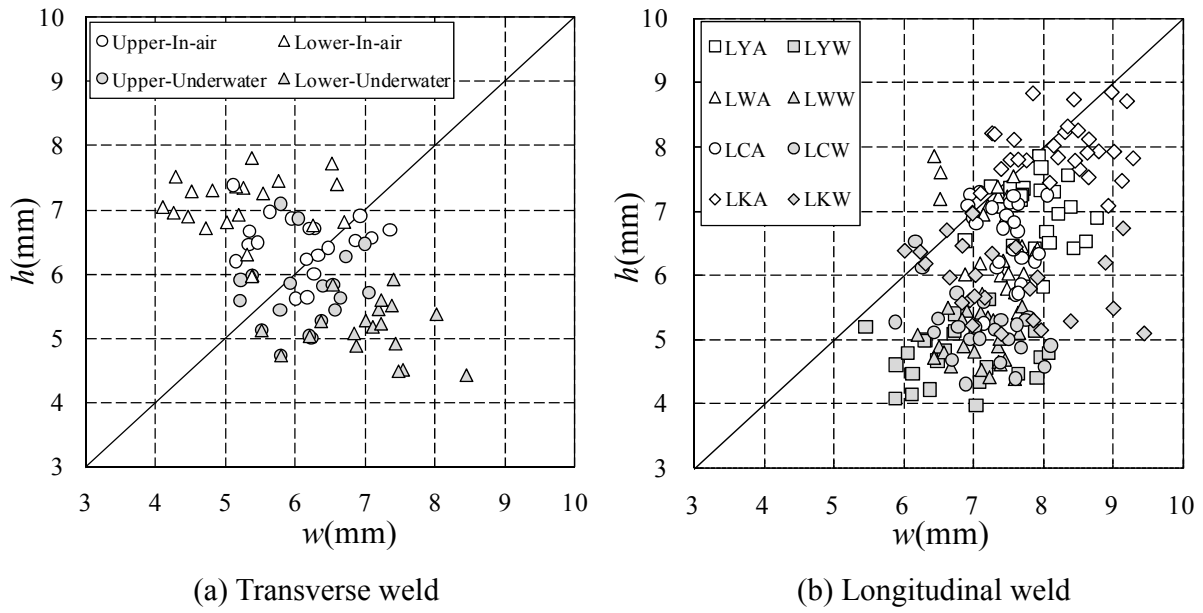 10
9
8
7
6
5
4
3
h(mm)
Upper-In-air Lower-In-air
Upper-Underwater Lower-Underwater
3 4 5 6 7 8 9 10
w(mm)
(a) Transverse weld
10
9
8
7
6
5
4
3
h(mm)
LYA LYW
LWA LWW
LCA LCW
LKA LKW
3 4 5 6 7 8 9 10
w(mm)
(b) Longitudinal weld